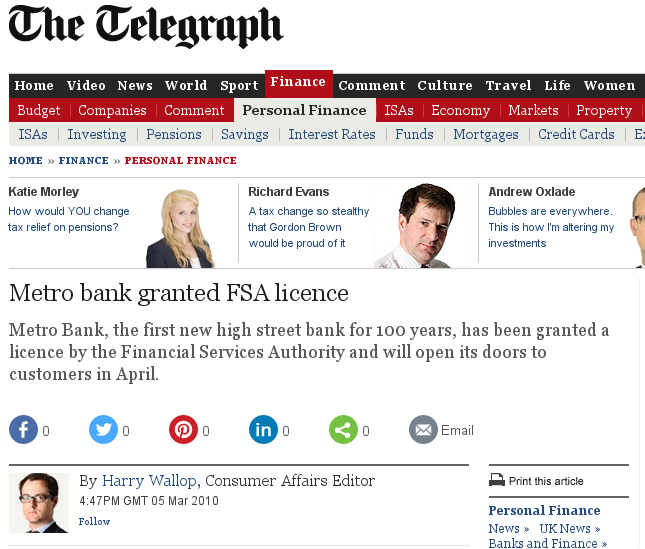 The Telegraph
Home Video News World Sport Finance Comment Culture Travel Life Women
Budget Companies Comment Personal Finance ISAs Economy Markets Property
ISAs Investing Pensions Savings Interest Rates Funds Mortgages Credit Cards
HOME » FINANCE » PERSONAL FINANCE
Katie Morley
How would YOU change
tax relief on pensions?
Richard Evans
A tax change so stealthy
that Gordon Brown
would be proud of it
Andrew Oxlade
Bubbles are everywhere.
This is how I'm altering my
investments
Metro bank granted FSA licence
Metro Bank, the first new high street bank for 100 years, has been granted a
licence by the Financial Services Authority and will open its doors to
customers in April.
0 0 0 0 0 Email
By Harry Wallop, Consumer Affairs Editor
4:47PM GMT 05 Mar 2010
Follow
Print this article
Personal Finance
News » UK News »
Banks and Finance »